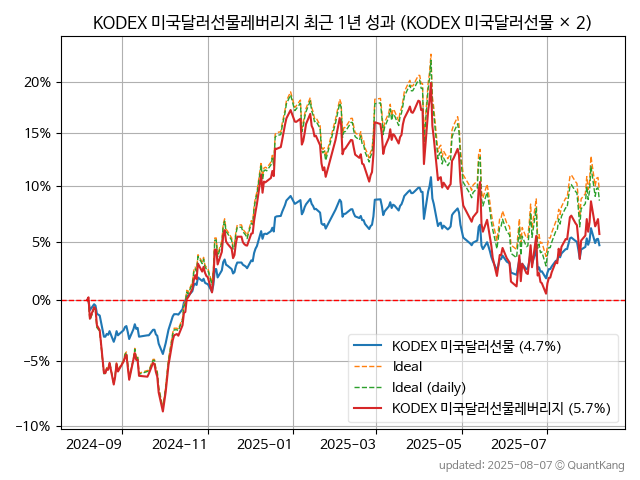 KODEX 미국달러선물레버리지 최근 1년 성과 (KODEX 미국달러선물 × 2)
20%
15%
10%
5%
0%
−5%
−10%
KODEX 미국달러선물 (4.7%)
Ideal
Ideal (daily)
KODEX 미국달러선물레버리지 (5.7%)
2024-09
2024-11
2025-01
2025-03
2025-05
2025-07
updated: 2025-08-07 © QuantKang